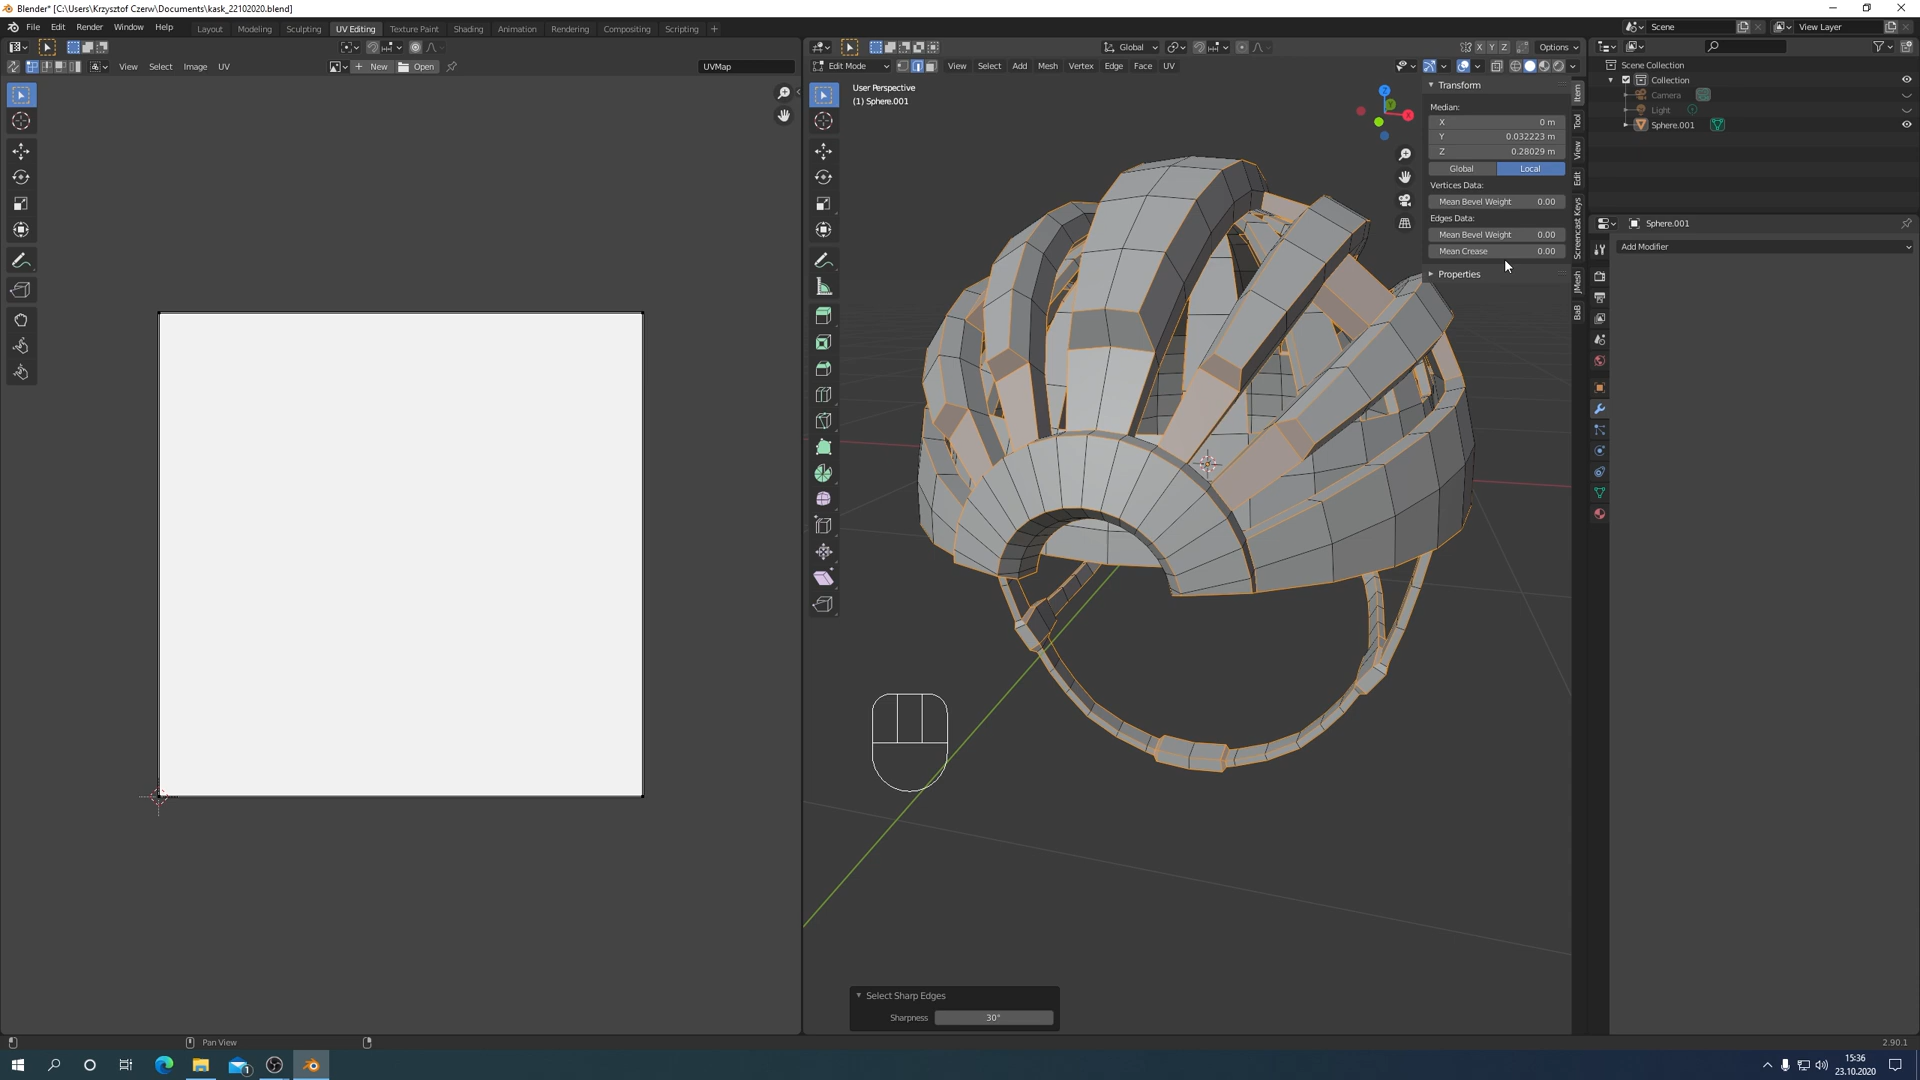 Blender* [C:\Users\Krzysztof Czerw\Documents\kask_22102020.blend]
File Edit Render Window Help
Layout Modeling Sculpting UV Editing Texture Paint Shading Animation Rendering Compositing Scripting +
Scene
View Layer
Global
X Y Z
Options
View Select Image UV
New
Open
UVMap
Edit Mode
View Select Add Mesh Vertex Edge Face UV
User Perspective
(1) Sphere.001
Z
Y
X
Transform
Median:
X 0 m
Y 0.032223 m
Z 0.28029 m
Global Local
Vertices Data:
Mean Bevel Weight 0.00
Edges Data:
Mean Bevel Weight 0.00
Mean Crease 0.00
Properties
Item
Tool
View
Edit
Screencast Keys
JMesh
BaB
Scene Collection
Collection
Camera
Light
Sphere.001
Sphere.001
Add Modifier
Select Sharp Edges
Sharpness 30°
Pan View
2.90.1
1
15:36
23.10.2020